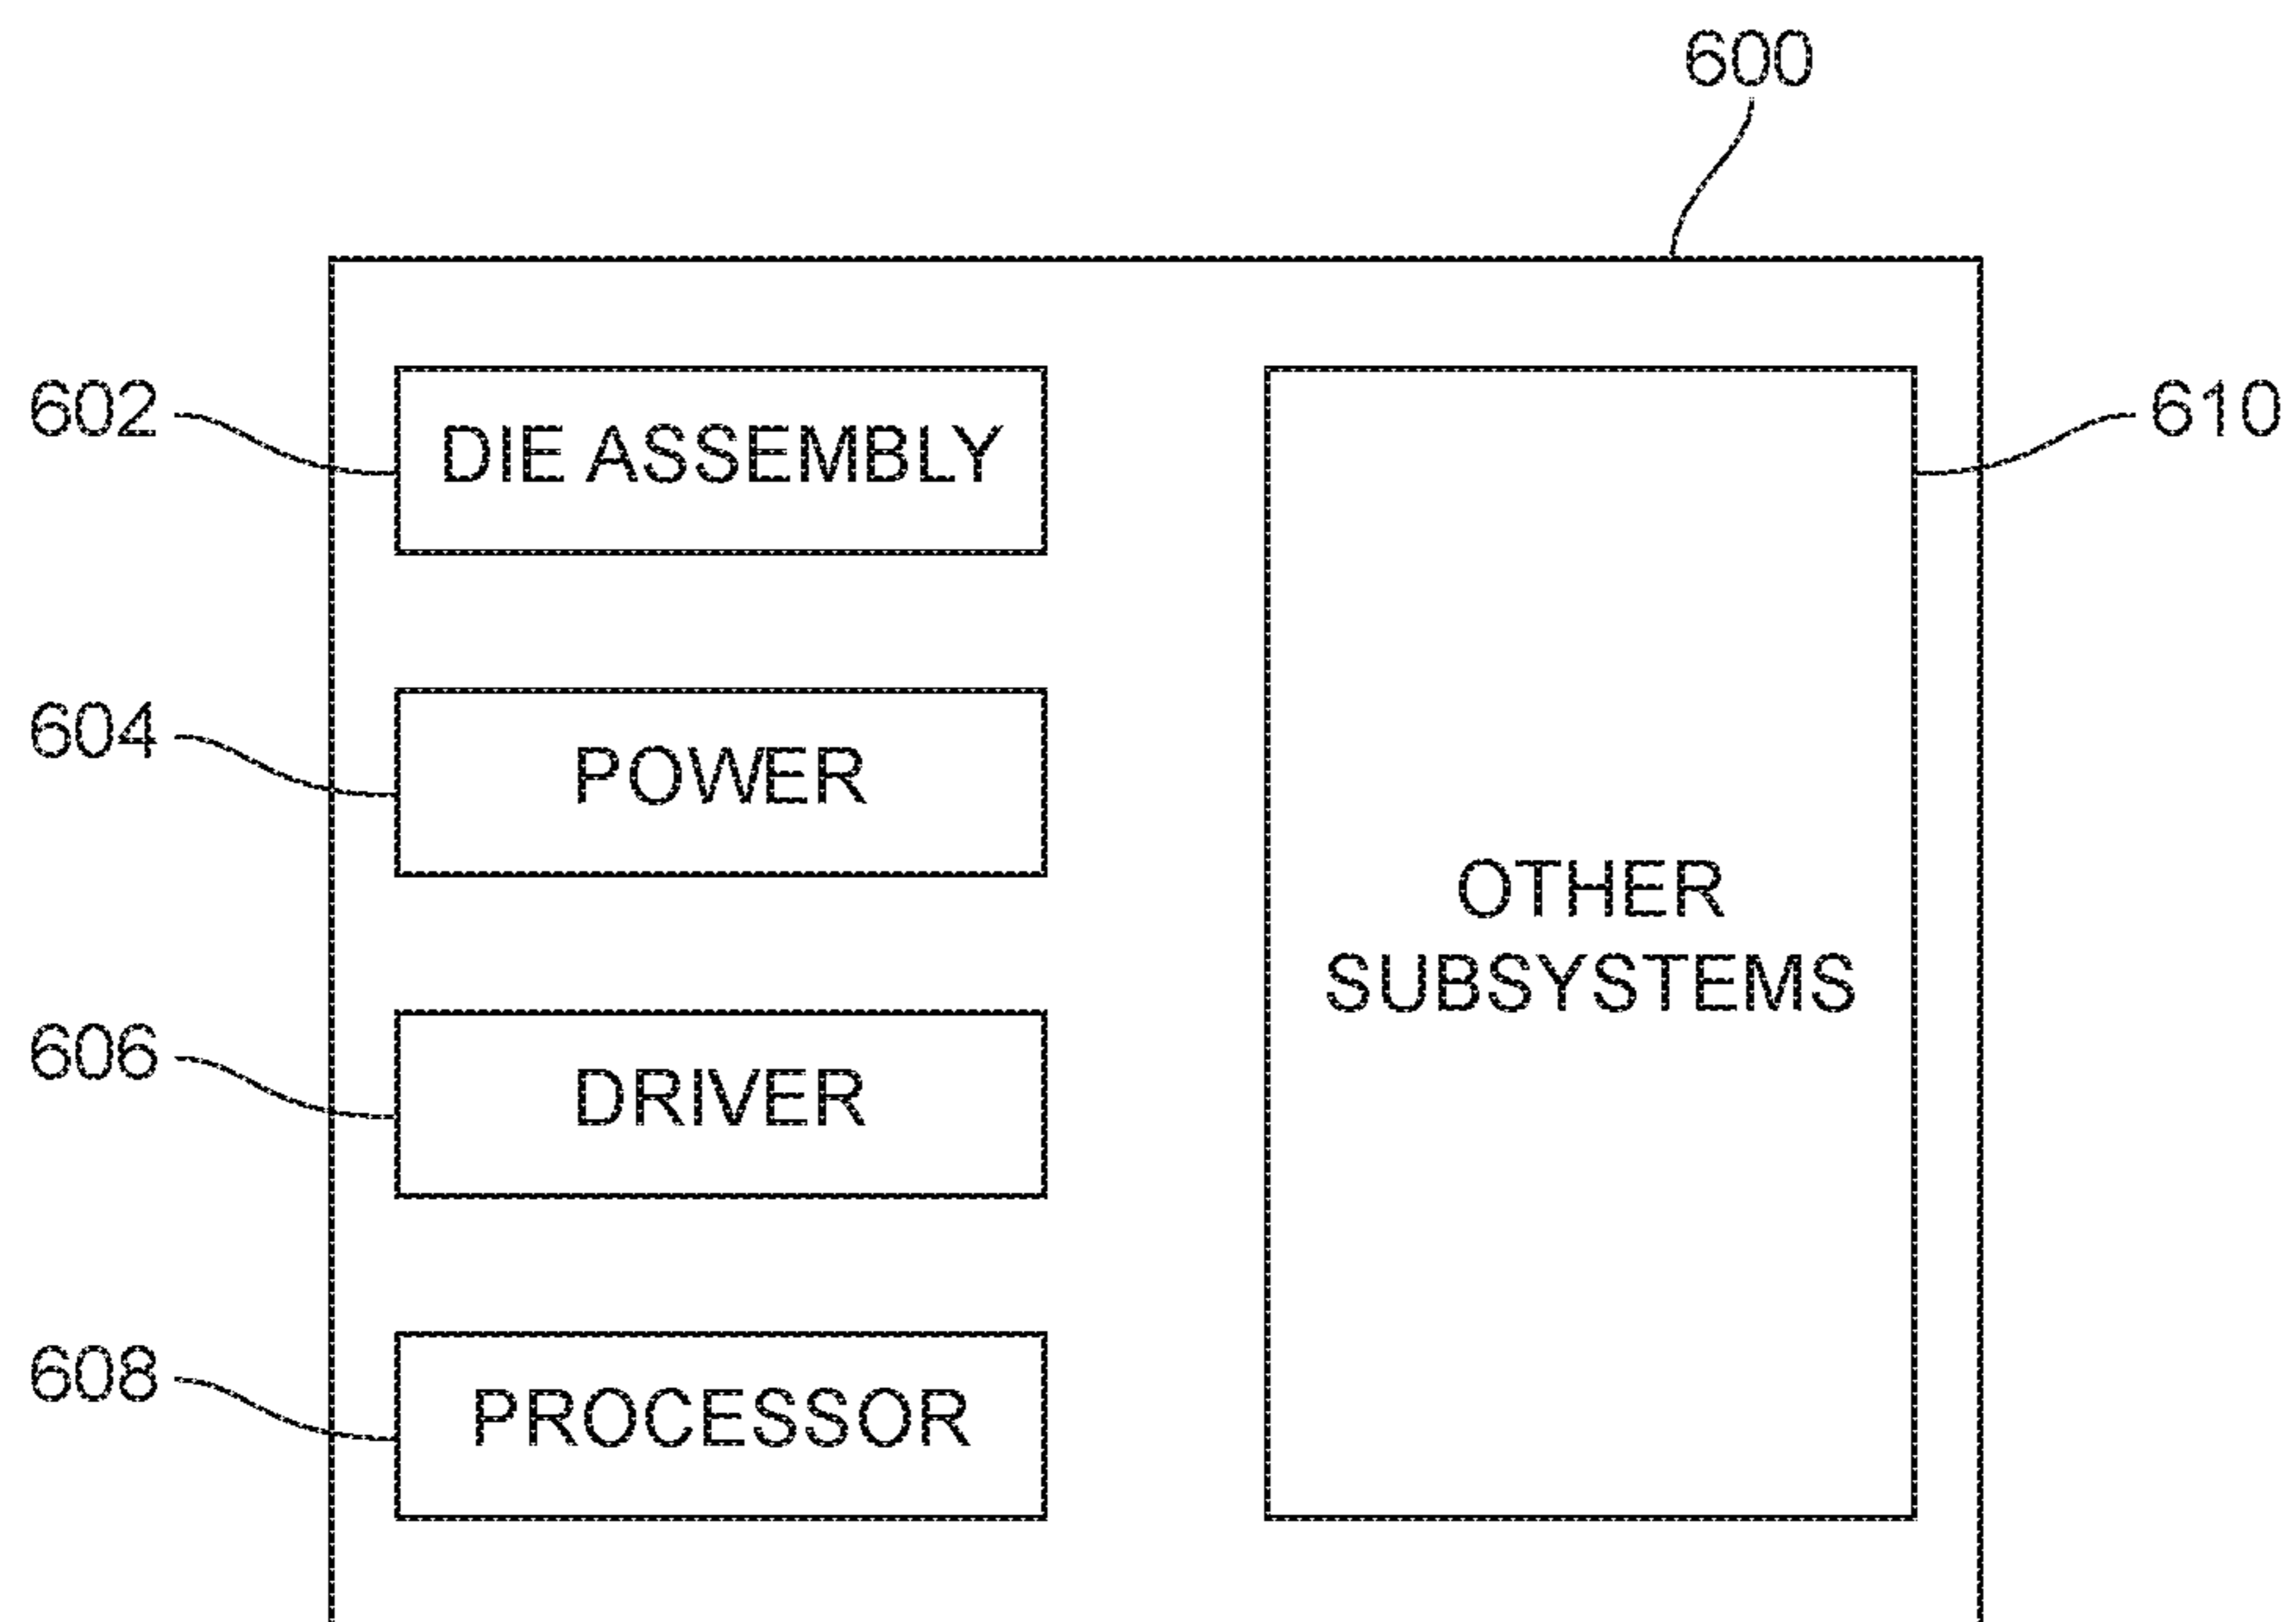 600
602
DIE ASSEMBLY
610
604
POWER
OTHER
SUBSYSTEMS
606
DRIVER
608
PROCESSOR